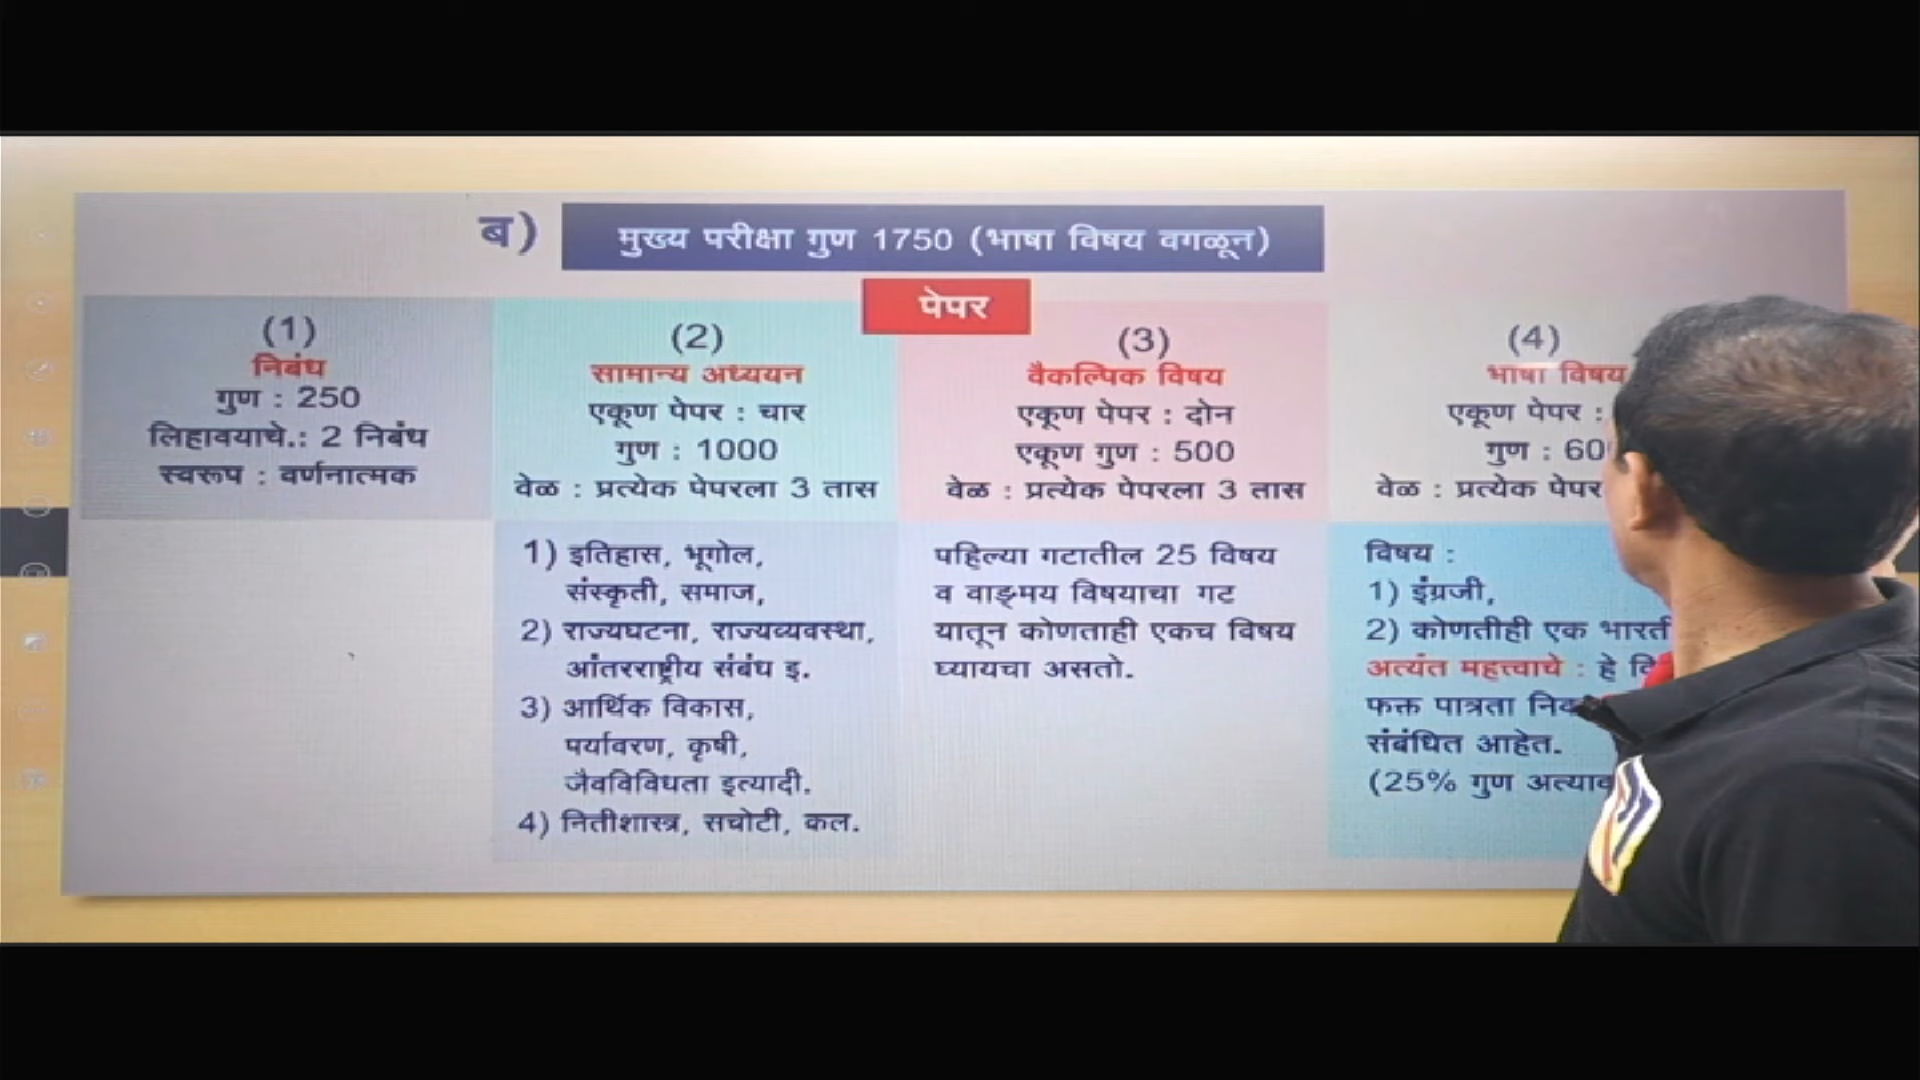 ब) मुख्य परीक्षा गुण 1750 (भाषा विषय वगळून)
पेपर
(1)
निबंध
गुण : 250
लिहावयाचे.: 2 निबंध
स्वरूप : वर्णनात्मक
(2)
सामान्य अध्ययन
एकूण पेपर : चार
गुण : 1000
वेळ : प्रत्येक पेपरला 3 तास
1) इतिहास, भूगोल,
संस्कृती, समाज,
2) राज्यघटना, राज्यव्यवस्था,
आंतरराष्ट्रीय संबंध इ.
3) आर्थिक विकास,
पर्यावरण, कृषी,
जैवविविधता इत्यादी.
4) नितीशास्त्र, सचोटी, कल.
(3)
वैकल्पिक विषय
एकूण पेपर : दोन
एकूण गुण : 500
वेळ : प्रत्येक पेपरला 3 तास
पहिल्या गटातील 25 विषय
व वाङ्मय विषयाचा गट
यातून कोणताही एकच विषय
घ्यायचा असतो.
(4)
भाषा विषय
एकूण पेपर :
गुण :
वेळ : प्रत्येक
विषय :
1) इंग्रजी,
2) कोणतीही एक
अत्यंत महत्त्वाचे : हे
फक्त पात्रता
संबंधित आहेत.
(25% गुण